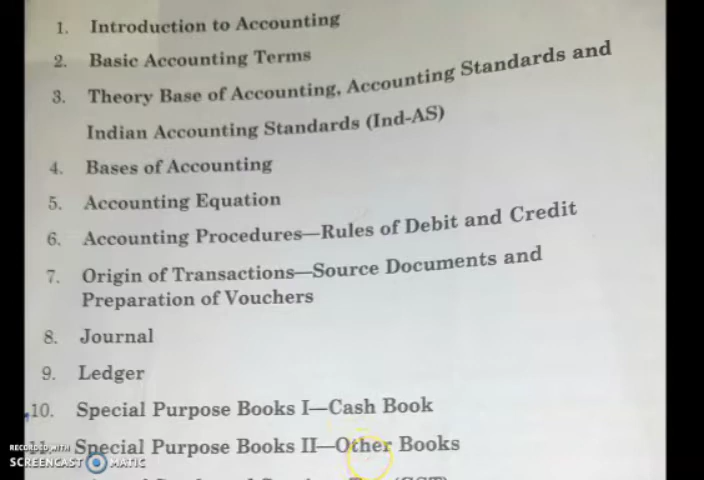 1. Introduction to Accounting
2. Basic Accounting Terms
3. Theory Base of Accounting, Accounting Standards and
Indian Accounting Standards (Ind-AS)
4. Bases of Accounting
5. Accounting Equation
6. Accounting Procedures—Rules of Debit and Credit
7. Origin of Transactions—Source Documents and
Preparation of Vouchers
8. Journal
9. Ledger
10. Special Purpose Books I—Cash Book
Special Purpose Books II—Other Books
RECORDED WITH
SCREENCAST MATIC